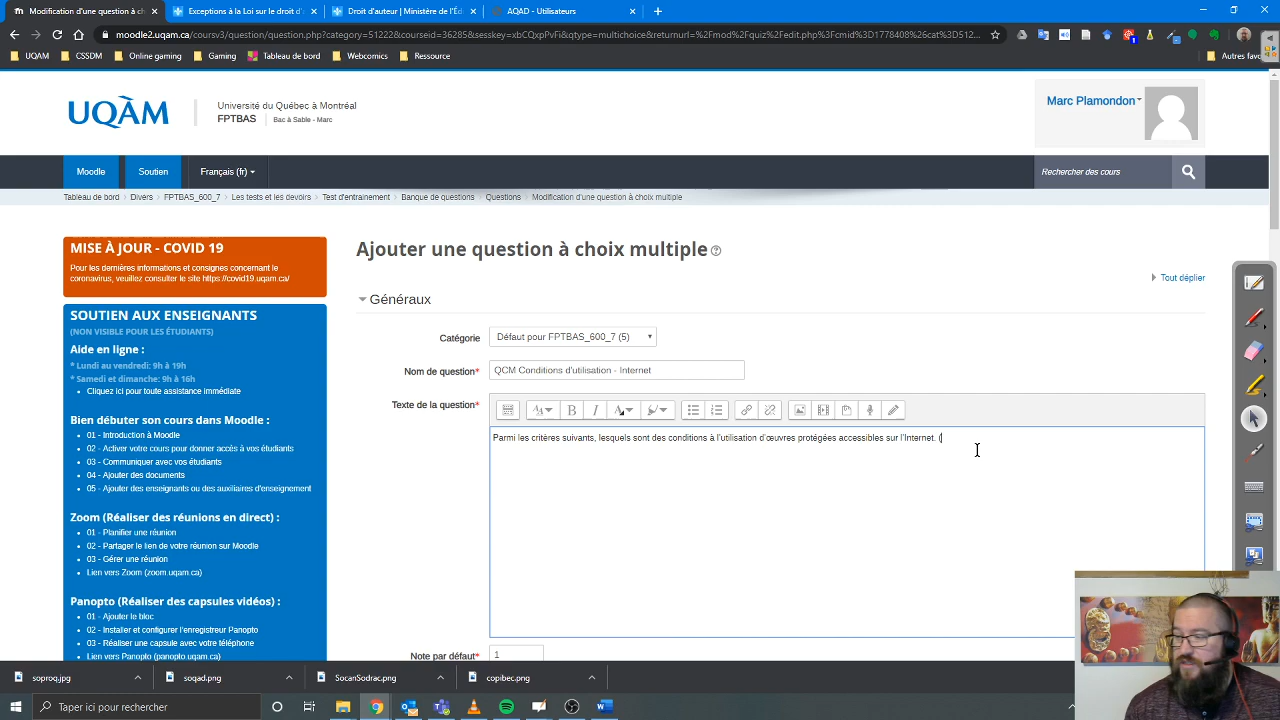 Modification d'une question à ch
Exceptions à la Loi sur le droit d'
Droit d'auteur | Ministère de l'Éd
AQAD - Utilisateurs
moodle2.uqam.ca/coursv3/question/question.php?category=51222&courseid=36285&sesskey=xbCQxpPvFi&qtype=multichoice&returnurl=%2Fmod%2Fquiz%2Fedit.php%3Fcmid%3D1778408%26cat%3D512...
UQAM
CSSDM
Online gaming
Gaming
Tableau de bord
Webcomics
Ressource
Autres favo
UQÀM
Université du Québec à Montréal
FPTBAS
Bac à Sable - Marc
Marc Plamondon
Moodle
Soutien
Français (fr)
Rechercher des cours
Tableau de bord
Divers
FPTBAS_600_7
Les tests et les devoirs
Test d'entrainement
Banque de questions
Questions
Modification d'une question à choix multiple
MISE À JOUR - COVID 19
Pour les dernières informations et consignes concernant le
coronavirus, veuillez consulter le site https://covid19.uqam.ca/
SOUTIEN AUX ENSEIGNANTS
(NON VISIBLE POUR LES ÉTUDIANTS)
Aide en ligne :
* Lundi au vendredi: 9h à 19h
* Samedi et dimanche: 9h à 16h
Cliquez ici pour toute assistance immédiate
Bien débuter son cours dans Moodle
01 - Introduction à Moodle
02 - Activer votre cours pour donner accès à vos étudiants
03 - Communiquer avec vos étudiants
04 - Ajouter des documents
05 - Ajouter des enseignants ou des auxiliaires d'enseignement
Zoom (Réaliser des réunions en direct) :
01 - Planifier une réunion
02 - Partager le lien de votre réunion sur Moodle
03 - Gérer une réunion
Lien vers Zoom (zoom.uqam.ca)
Panopto (Réaliser des capsules vidéos) :
01 - Ajouter le bloc
02 - Installer et configurer l'enregistreur Panopto
03 - Réaliser une capsule avec votre téléphone
Lien vers Panopto (panopto.uqam.ca)
Ajouter une question à choix multiple
Tout déplier
Généraux
Catégorie
Défaut pour FPTBAS_600_7 (5)
Nom de question*
QCM Conditions d'utilisation - Internet
Texte de la question*
Parmi les critères suivants, lesquels sont des conditions à l'utilisation d'œuvres protégées accessibles sur l'Internet. (
Note par défaut*
1
soproq.jpg
soqad.png
SocanSodrac.png
copibec.png
Taper ici pour rechercher